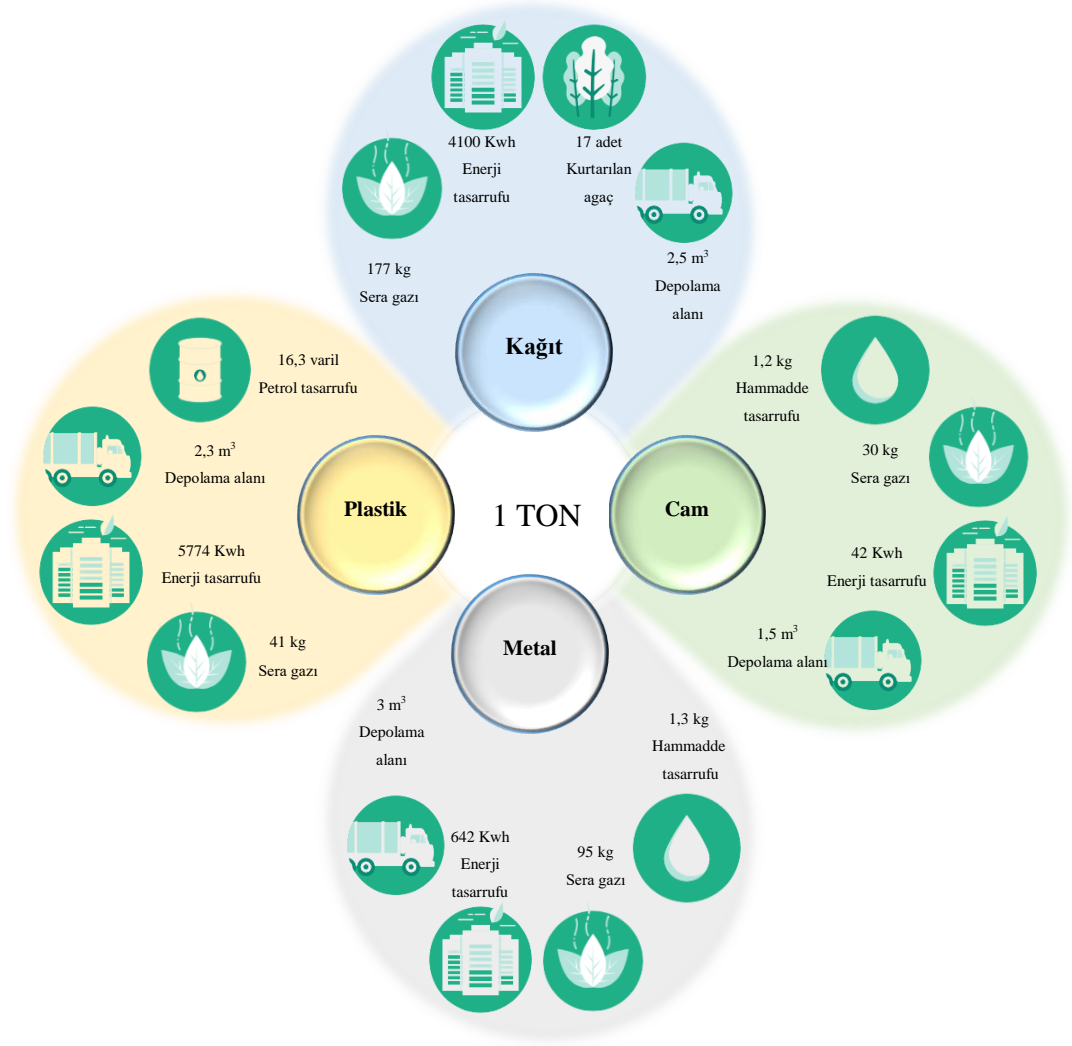 4100 Kwh
Enerji
tasarrufu
17 adet
Kurtarılan
agaç
177 kg
Sera gazı
2,5 m³
Depolama
alanı
Kağıt
16,3 varil
Petrol tasarrufu
2,3 m³
Depolama alanı
5774 Kwh
Enerji tasarrufu
41 kg
Sera gazı
Plastik
1 TON
Cam
1,2 kg
Hammadde
tasarrufu
30 kg
Sera gazı
42 Kwh
Enerji tasarrufu
1,5 m³
Depolama alanı
Metal
3 m³
Depolama
alanı
642 Kwh
Enerji
tasarrufu
95 kg
Sera gazı
1,3 kg
Hammadde
tasarrufu